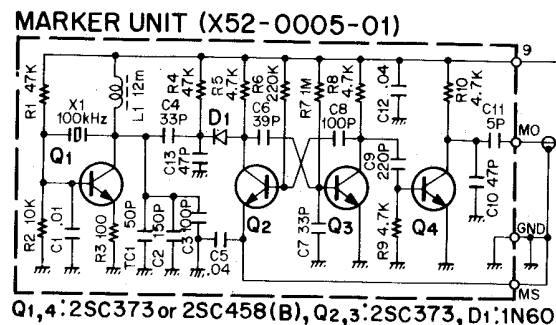 MARKER UNIT (X52-0005-01)
9
R1 47K
X1
100kHz
L1 12m
C4
33P
R4
47K
R5
4.7K
D1
R6
220K
C6
39P
R7 1M
R8
4.7K
C8
100P
C12 .04
R10
4.7K
C11
5P
MO
Q1
C13
47P
Q2
Q3
C9
220P
Q4
C10 47P
R2 10K
C1 .01
R3 100
TC1 50P
C2 150P
C3 100P
C5
.04
C7 33P
R9 4.7K
GND
MS
Q1,4:2SC373 or 2SC458(B), Q2,3:2SC373, D1:1N60